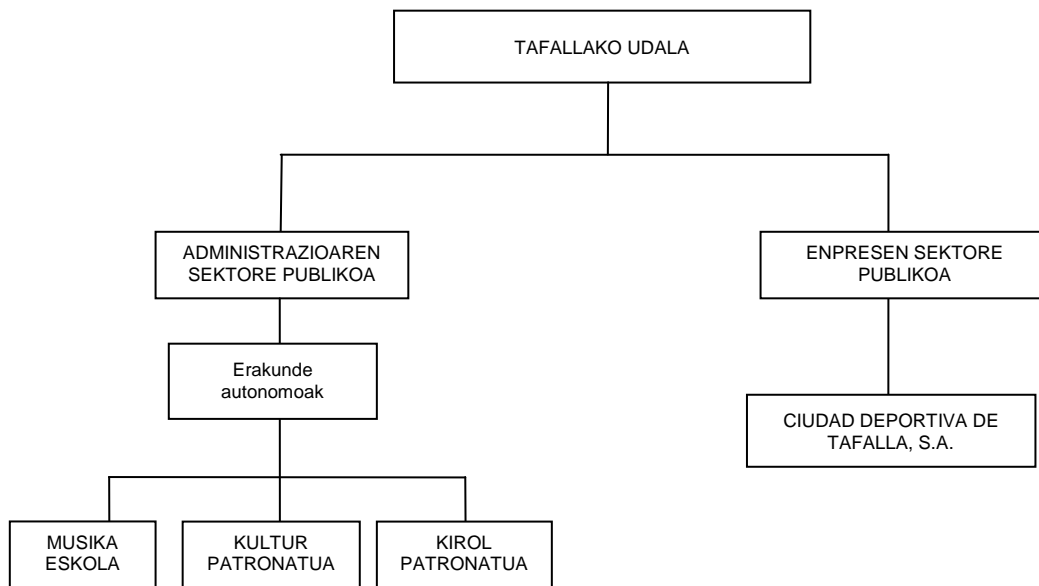 TAFALLAKO UDALA
ADMINISTRAZIOAREN
SEKTORE PUBLIKOA
ENPRESEN SEKTORE
PUBLIKOA
Erakunde
autonomoak
CIUDAD DEPORTIVA DE
TAFALLA, S.A.
MUSIKA
ESKOLA
KULTUR
PATRONATUA
KIROL
PATRONATUA